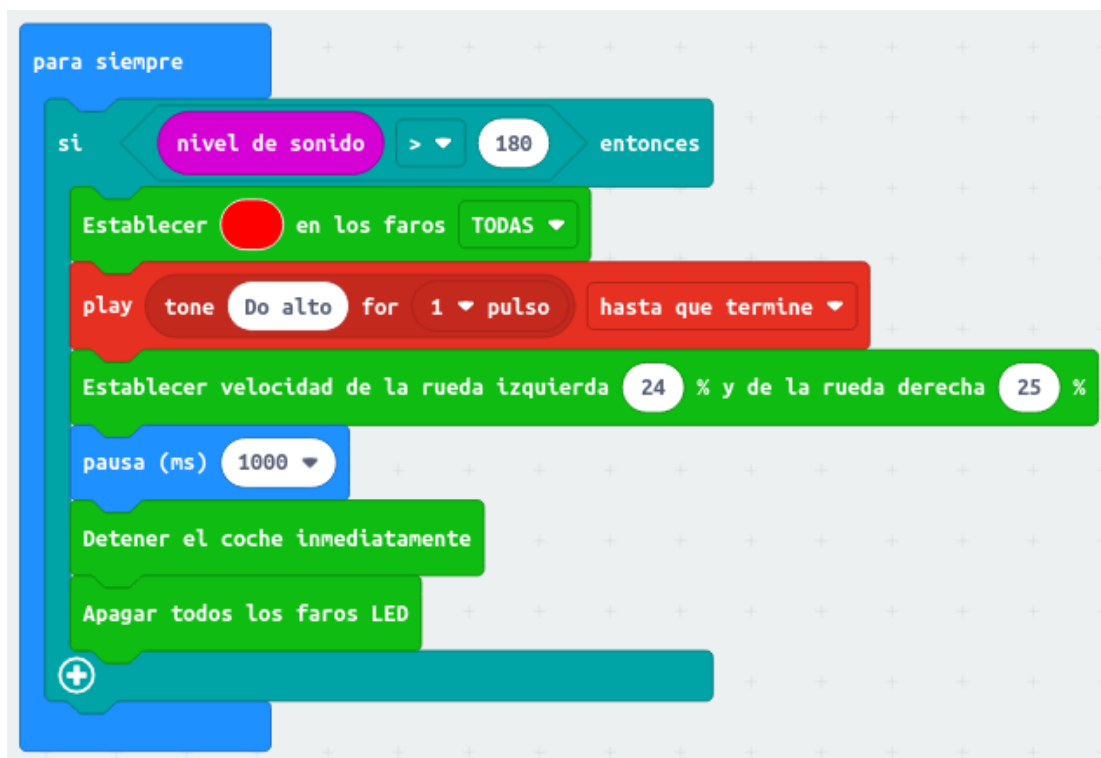 para siempre
si nivel de sonido > 180 entonces
Establecer en los faros TODAS
play tone Do alto for 1 pulso hasta que termine
Establecer velocidad de la rueda izquierda 24 % y de la rueda derecha 25 %
pausa (ms) 1000
Detener el coche inmediatamente
Apagar todos los faros LED